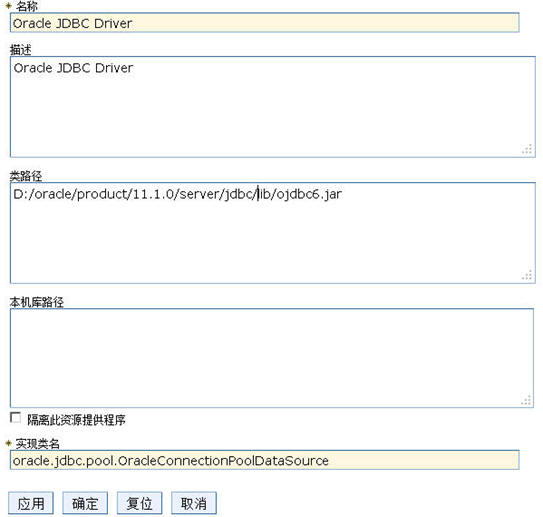 * 名称
Oracle JDBC Driver
描述
Oracle JDBC Driver
类路径
D:/oracle/product/11.1.0/server/jdbc/lib/ojdbc6.jar
本机库路径
隔离此资源提供程序
* 实现类名
oracle.jdbc.pool.OracleConnectionPoolDataSource
应用 确定 复位 取消